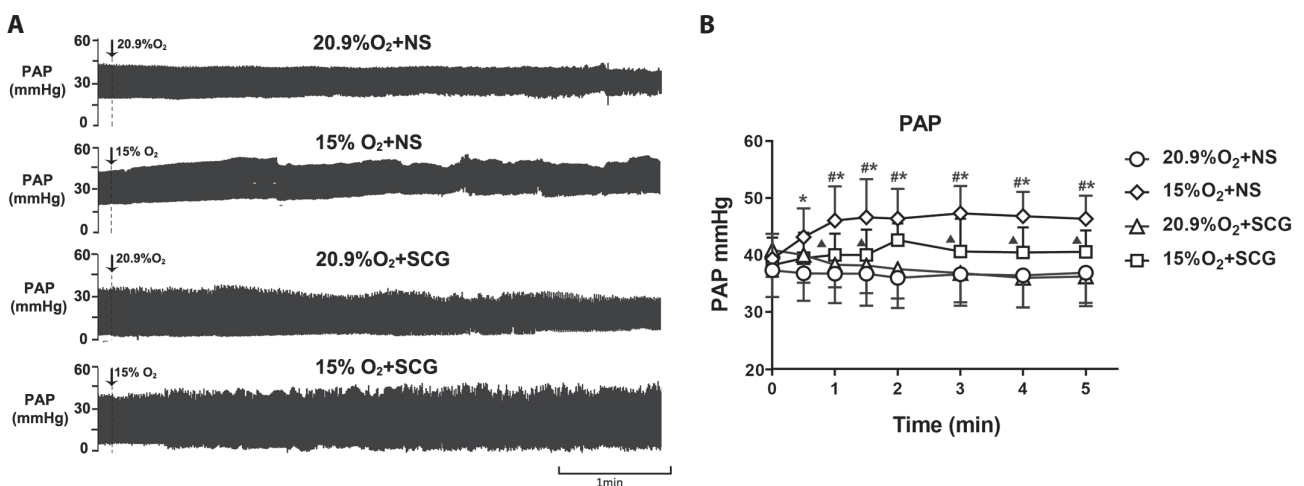 A
20.9%O₂+NS
PAP
(mmHg)
60
30
0
20.9%O₂
15% O₂+NS
PAP
(mmHg)
60
30
0
15% O₂
20.9%O₂+SCG
PAP
(mmHg)
60
30
0
20.9%O₂
15% O₂+SCG
PAP
(mmHg)
60
30
0
15% O₂
1min
B
PAP
PAP mmHg
60
50
40
30
20
* #* #* #* #* #* #*
0 1 2 3 4 5
Time (min)
20.9%O₂+NS
15%O₂+NS
20.9%O₂+SCG
15%O₂+SCG